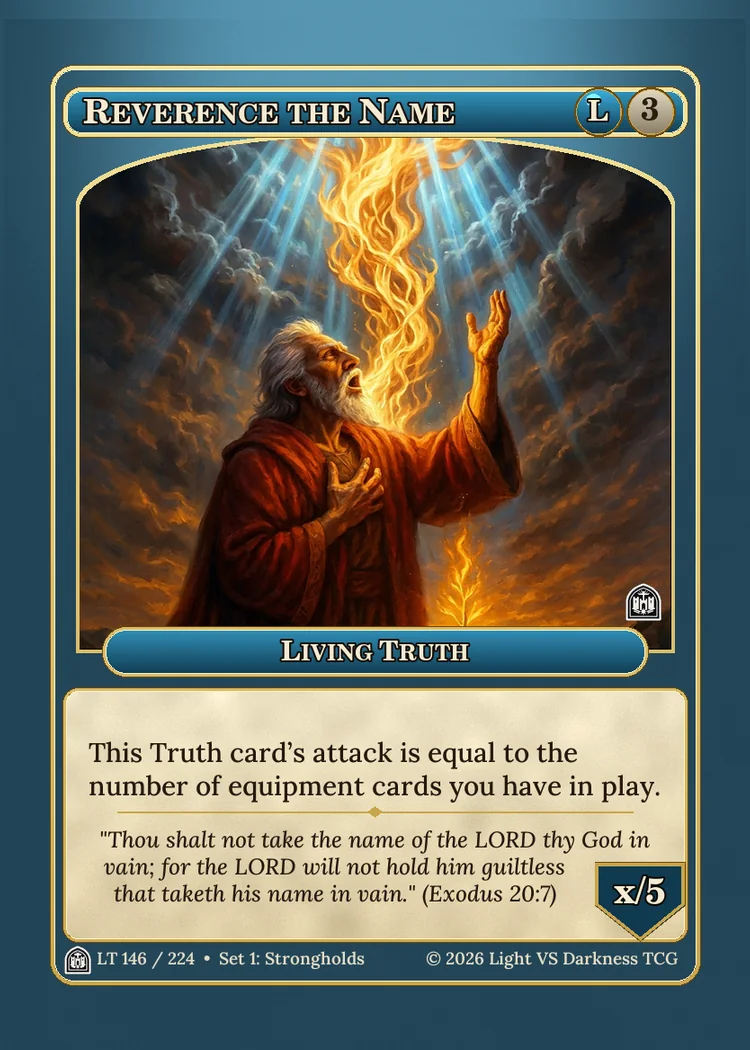 Reverence the Name
L 3
Living Truth
This Truth card's attack is equal to the
number of equipment cards you have in play.
"Thou shalt not take the name of the LORD thy God in
vain; for the LORD will not hold him guiltless
that taketh his name in vain." (Exodus 20:7)
x/5
LT 146 / 224 • Set 1: Strongholds © 2026 Light VS Darkness TCG